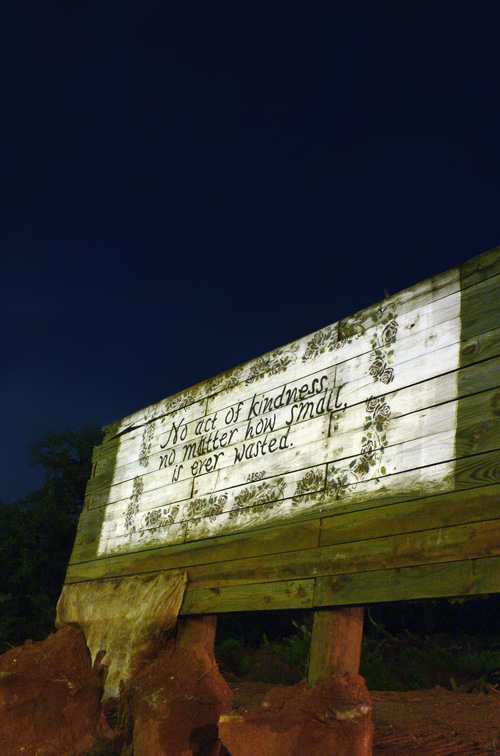 No act of kindness,
no matter how small,
is ever wasted.
AESOP